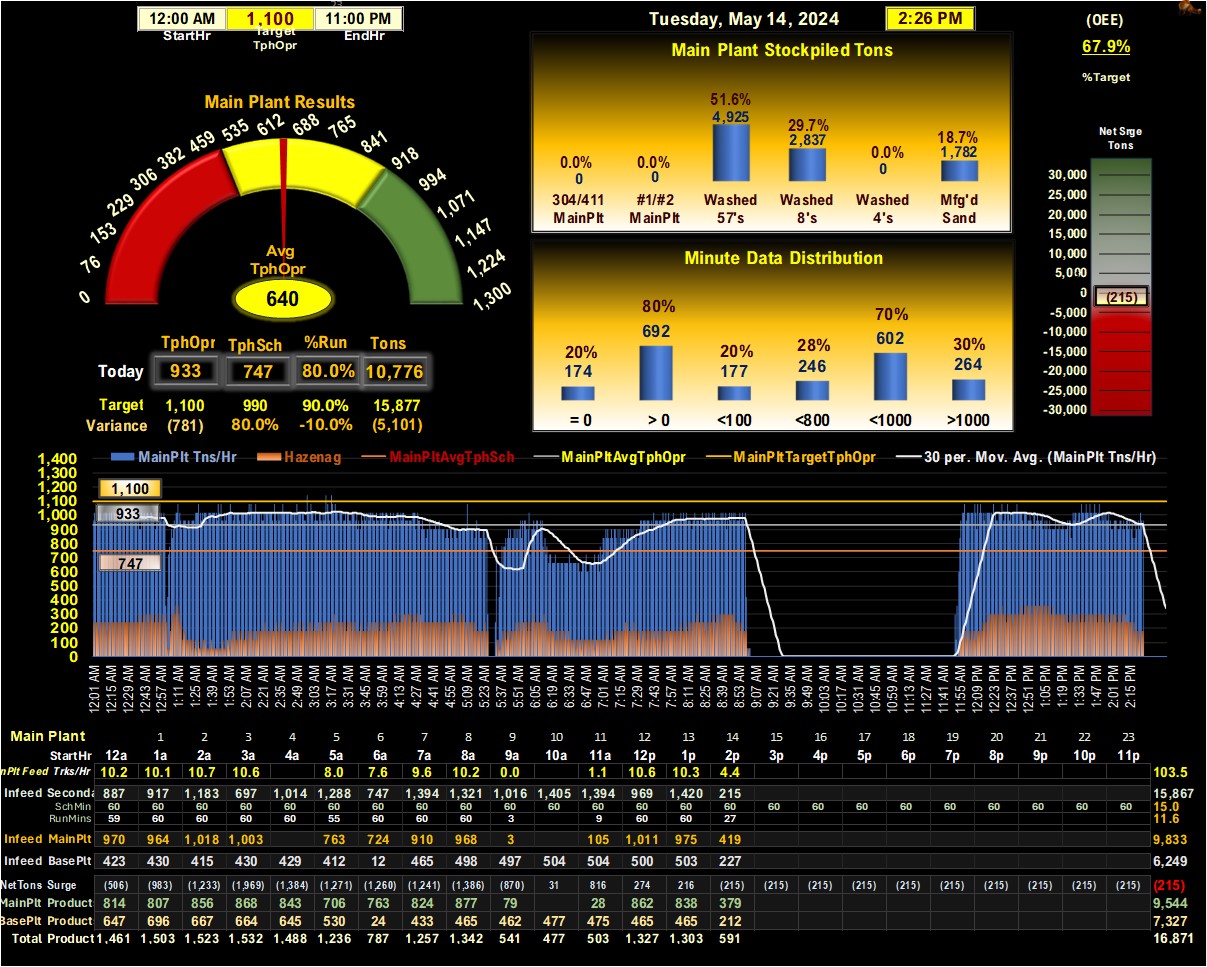 12:00 AM 1,100 11:00 PM
StartHr Target TphOpr EndHr
Tuesday, May 14, 2024 2:26 PM
(OEE)
67.9%
%Target
Main Plant Results
0 76 153 229 306 382 459 535 612 688 765 841 918 994 1,071 1,147 1,224 1,300
Avg
TphOpr
640
TphOpr TphSch %Run Tons
Today 933 747 80.0% 10,776
Target 1,100 990 90.0% 15,877
Variance (781) 80.0% -10.0% (5,101)
Main Plant Stockpiled Tons
0.0% 0.0% 51.6% 29.7% 0.0% 18.7%
0 0 4,925 2,837 0 1,782
304/411 #1/#2 Washed Washed Washed Mfg'd
MainPlt MainPlt 57's 8's 4's Sand
Minute Data Distribution
20% 80% 20% 28% 70% 30%
174 692 177 246 602 264
= 0 > 0 <100 <800 <1000 >1000
Net Srge
Tons
30,000
25,000
20,000
15,000
10,000
5,000
0
(215)
-5,000
-10,000
-15,000
-20,000
-25,000
-30,000
MainPlt Tns/Hr Hazenag MainPltAvgTphSch MainPltAvgTphOpr MainPltTargetTphOpr 30 per. Mov. Avg. (MainPlt Tns/Hr)
1,400
1,300
1,200
1,100
1,000
900
800
700
600
500
400
300
200
100
0
1,100
933
747
12:01 AM 12:15 AM 12:29 AM 12:43 AM 12:57 AM 1:11 AM 1:25 AM 1:39 AM 1:53 AM 2:07 AM 2:21 AM 2:35 AM 2:49 AM 3:03 AM 3:17 AM 3:31 AM 3:45 AM 3:59 AM 4:13 AM 4:27 AM 4:41 AM 4:55 AM 5:09 AM 5:23 AM 5:37 AM 5:51 AM 6:05 AM 6:19 AM 6:33 AM 6:47 AM 7:01 AM 7:15 AM 7:29 AM 7:43 AM 7:57 AM 8:11 AM 8:25 AM 8:39 AM 8:53 AM 9:07 AM 9:21 AM 9:35 AM 9:49 AM 10:03 AM 10:17 AM 10:31 AM 10:45 AM 10:59 AM 11:13 AM 11:27 AM 11:41 AM 11:55 AM 12:09 PM 12:23 PM 12:37 PM 12:51 PM 1:05 PM 1:19 PM 1:33 PM 1:47 PM 2:01 PM 2:15 PM
Main Plant 1 2 3 4 5 6 7 8 9 10 11 12 13 14 15 16 17 18 19 20 21 22 23
StartHr 12a 1a 2a 3a 4a 5a 6a 7a 8a 9a 10a 11a 12p 1p 2p 3p 4p 5p 6p 7p 8p 9p 10p 11p
nPlt Feed Trks/Hr 10.2 10.1 10.7 10.6 8.0 7.6 9.6 10.2 0.0 1.1 10.6 10.3 4.4 103.5
Infeed Seconda 887 917 1,183 697 1,014 1,288 747 1,394 1,321 1,016 1,405 1,394 969 1,420 215 15,867
SchMin 60 60 60 60 60 60 60 60 60 60 60 60 60 60 60 60 60 60 60 60 15.0
RunMins 59 60 60 60 55 60 60 60 3 9 60 60 27 11.6
Infeed MainPlt 970 964 1,018 1,003 763 724 910 968 3 105 1,011 975 419 9,833
Infeed BasePlt 423 430 415 430 429 412 12 465 498 497 504 504 500 503 227 6,249
NetTons Surge (506) (983) (1,233) (1,969) (1,384) (1,271) (1,260) (1,241) (1,386) (870) 31 816 274 216 (215) (215) (215) (215) (215) (215) (215) (215) (215) (215) (215)
MainPlt Product 814 807 856 868 843 706 763 824 877 79 28 862 838 379 9,544
BasePlt Product 647 696 667 664 645 530 24 433 465 462 477 475 465 465 212 7,327
Total Product 1,461 1,503 1,523 1,532 1,488 1,236 787 1,257 1,342 541 477 503 1,327 1,303 591 16,871